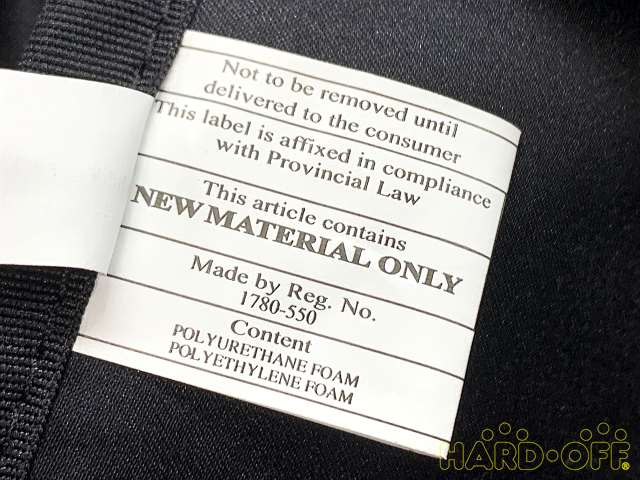 Not to be removed until
delivered to the consumer
This label is affixed in compliance
with Provincial Law
This article contains
NEW MATERIAL ONLY
Made by Reg. No.
1780-550
Content
POLYURETHANE FOAM
POLYETHYLENE FOAM
HARD·OFF®